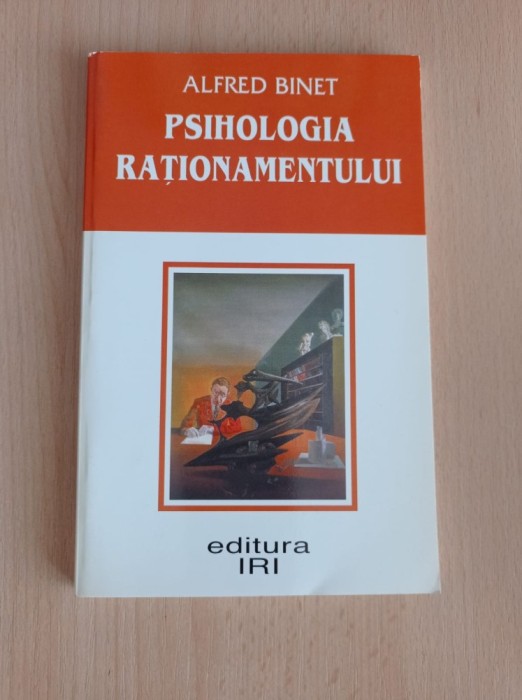 ALFRED BINET
PSIHOLOGIA
RAȚIONAMENTULUI
editura
IRI